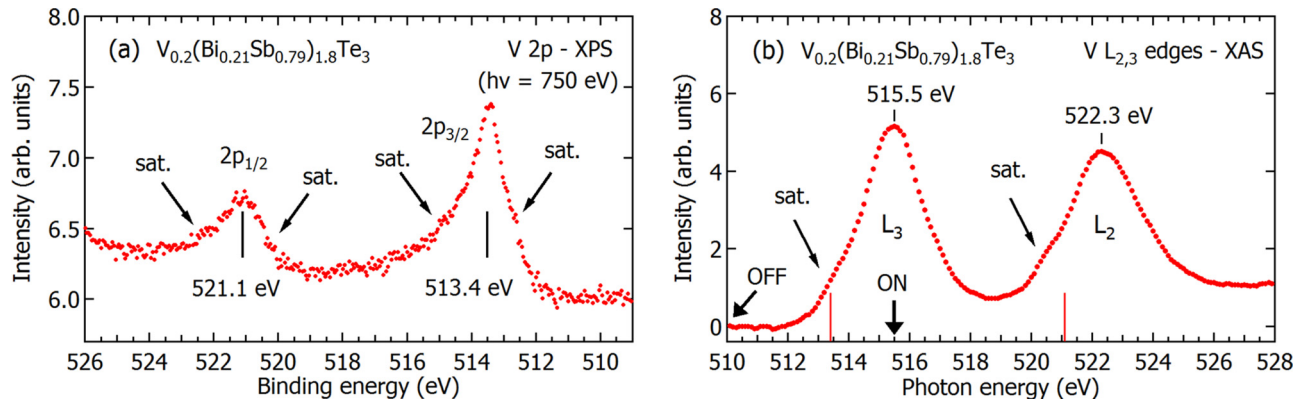 (a) V0.2(Bi0.21Sb0.79)1.8Te3 V 2p - XPS
(hν = 750 eV)
Intensity (arb. units)
8.0
7.5
7.0
6.5
6.0
sat.
2p1/2
sat.
sat.
2p3/2
sat.
521.1 eV
513.4 eV
526 524 522 520 518 516 514 512 510
Binding energy (eV)
(b) V0.2(Bi0.21Sb0.79)1.8Te3 V L2,3 edges - XAS
Intensity (arb. units)
8
6
4
2
0
515.5 eV
522.3 eV
sat.
sat.
L3
L2
OFF
ON
510 512 514 516 518 520 522 524 526 528
Photon energy (eV)